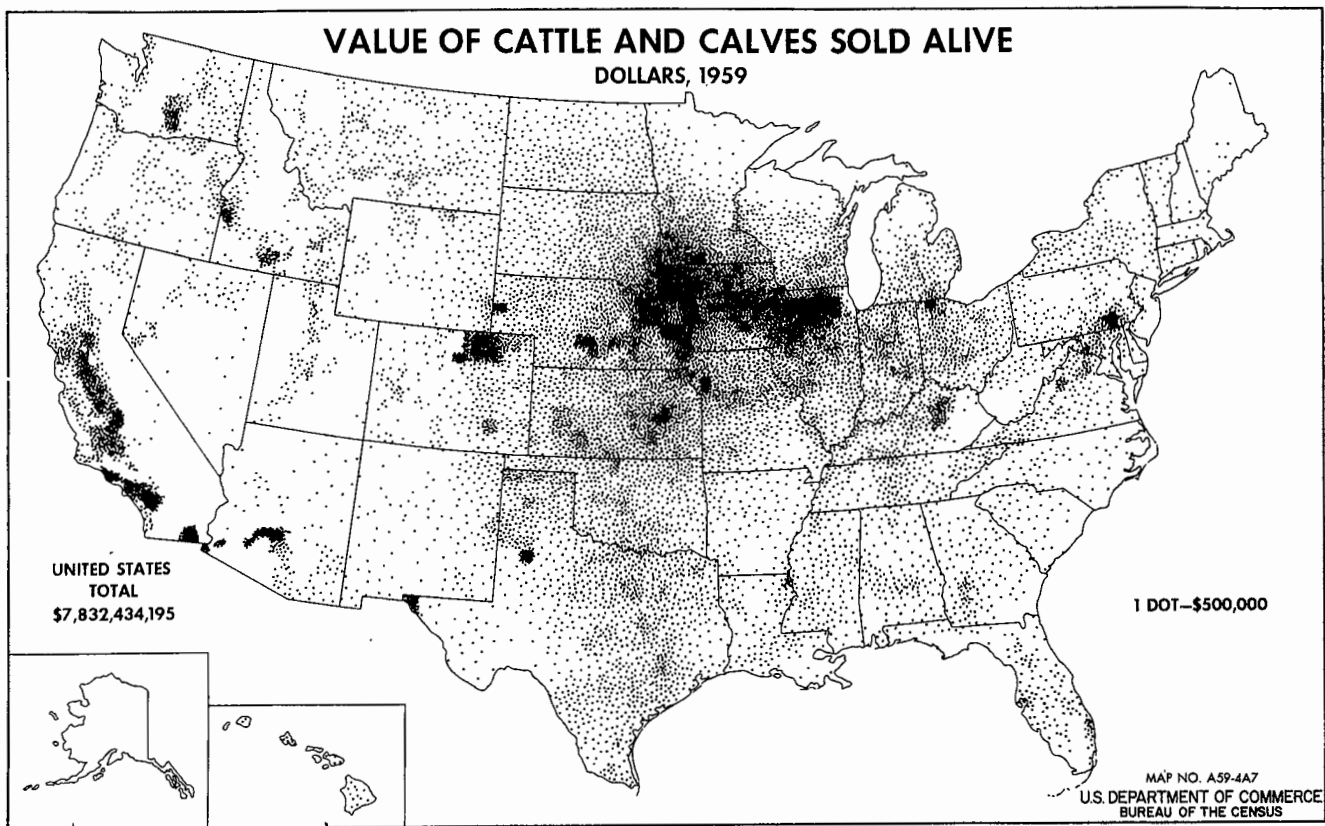 VALUE OF CATTLE AND CALVES SOLD ALIVE
DOLLARS, 1959
UNITED STATES
TOTAL
$7,832,434,195
1 DOT—$500,000
MAP NO. A59-4A7
U.S. DEPARTMENT OF COMMERCE
BUREAU OF THE CENSUS